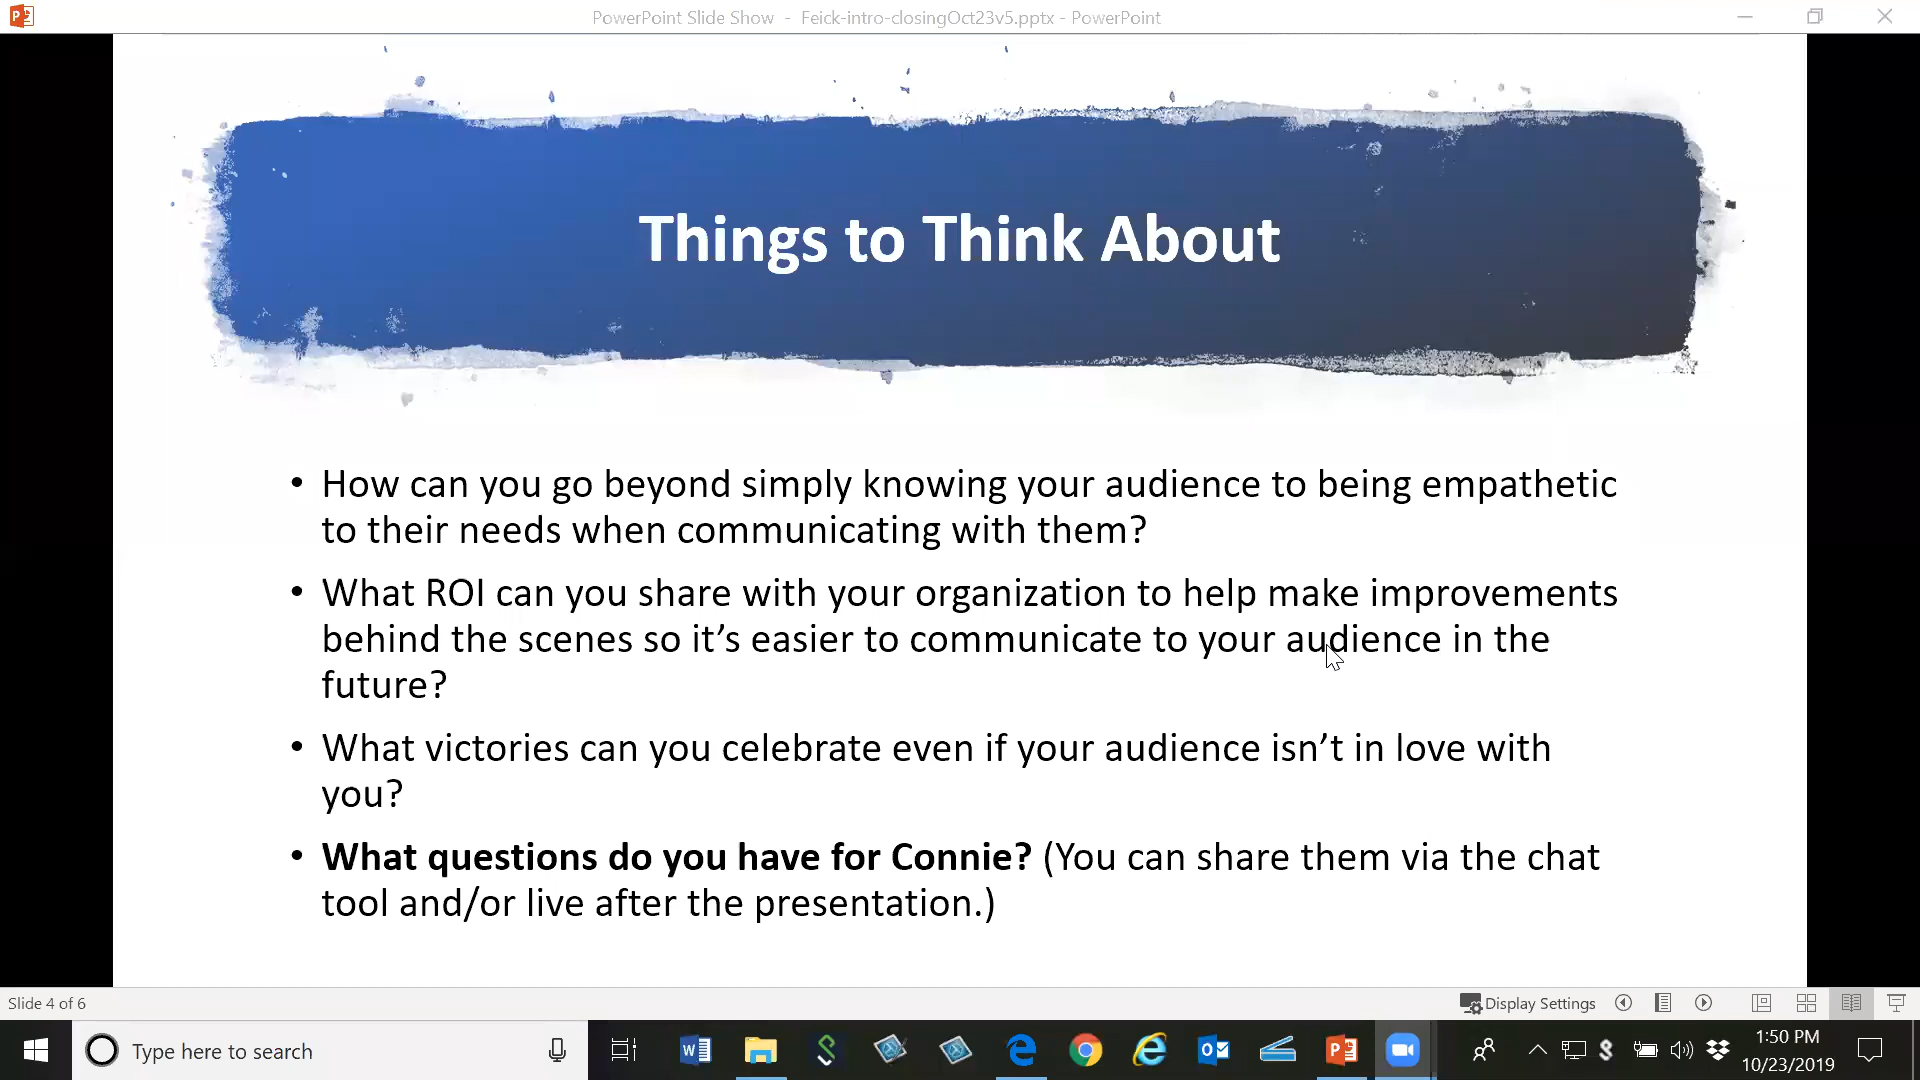 PowerPoint Slide Show - Feick-intro-closingOct23v5.pptx - PowerPoint
Things to Think About
• How can you go beyond simply knowing your audience to being empathetic
to their needs when communicating with them?
• What ROI can you share with your organization to help make improvements
behind the scenes so it’s easier to communicate to your audience in the
future?
• What victories can you celebrate even if your audience isn’t in love with
you?
• What questions do you have for Connie? (You can share them via the chat
tool and/or live after the presentation.)
Slide 4 of 6
Display Settings
Type here to search
1:50 PM
10/23/2019